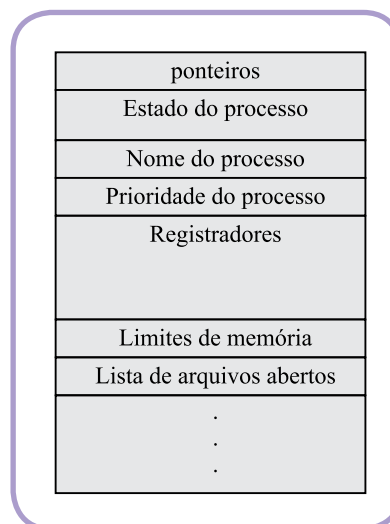 ponteiros
Estado do processo
Nome do processo
Prioridade do processo
Registradores
Limites de memória
Lista de arquivos abertos
.
.
.